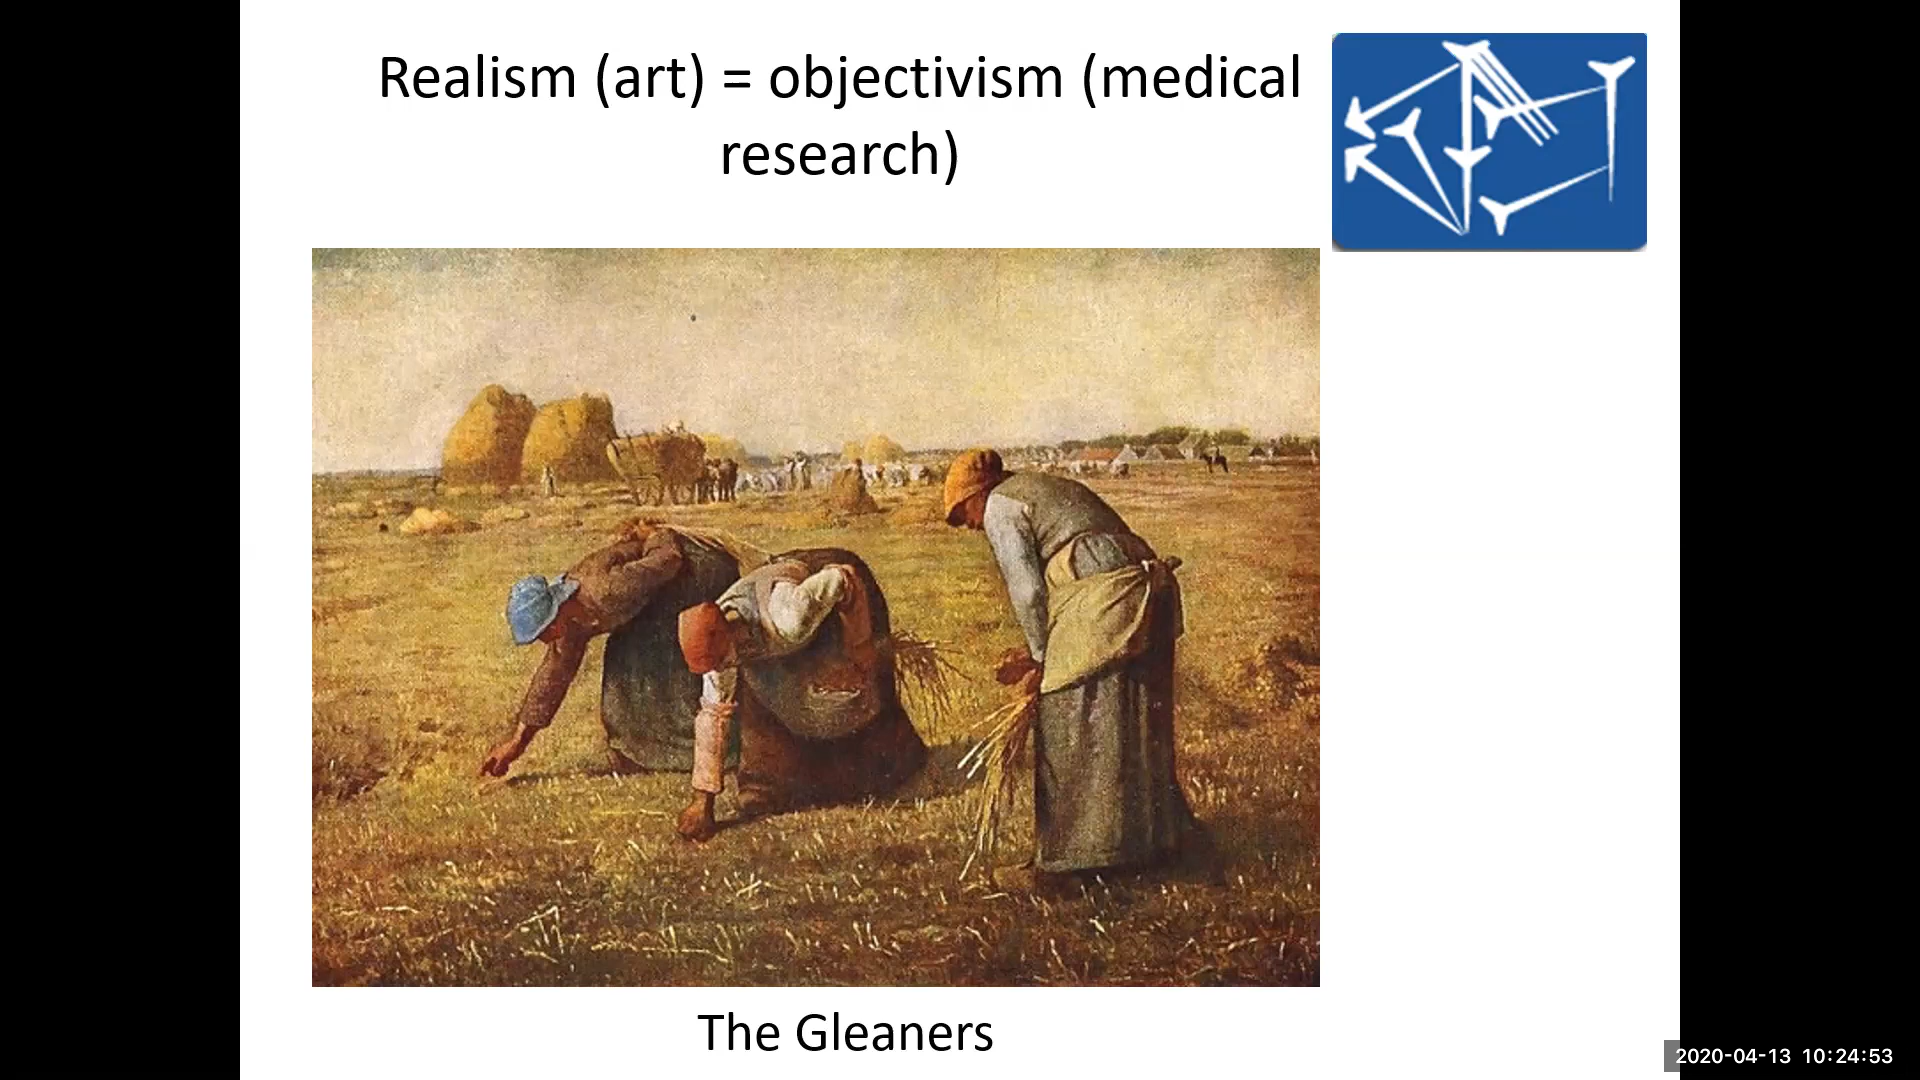 Realism (art) = objectivism (medical
research)
The Gleaners
2020-04-13 10:24:53